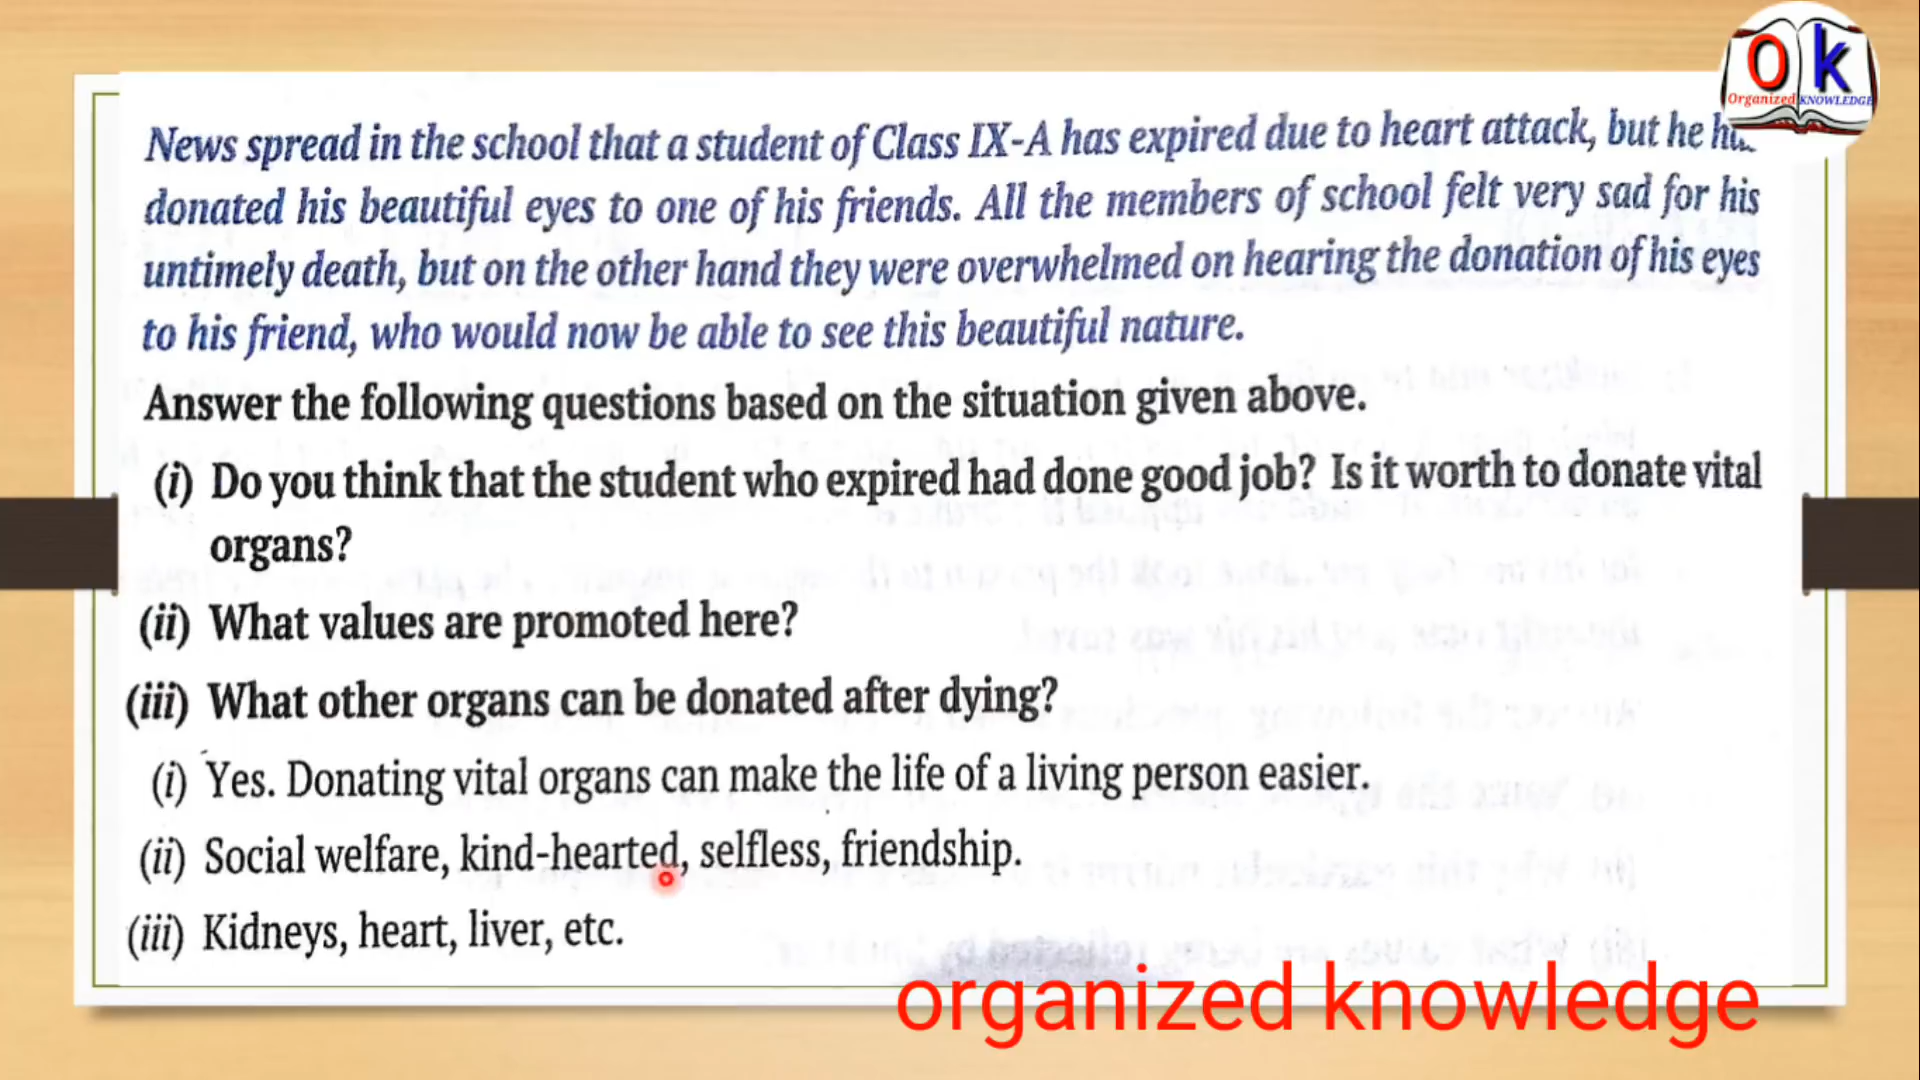 O k
Organized KNOWLEDGE
News spread in the school that a student of Class IX-A has expired due to heart attack, but he
donated his beautiful eyes to one of his friends. All the members of school felt very sad for his
untimely death, but on the other hand they were overwhelmed on hearing the donation of his eyes
to his friend, who would now be able to see this beautiful nature.
Answer the following questions based on the situation given above.
(i) Do you think that the student who expired had done good job? Is it worth to donate vital
organs?
(ii) What values are promoted here?
(iii) What other organs can be donated after dying?
(i) Yes. Donating vital organs can make the life of a living person easier.
(ii) Social welfare, kind-hearted, selfless, friendship.
(iii) Kidneys, heart, liver, etc.
organized knowledge